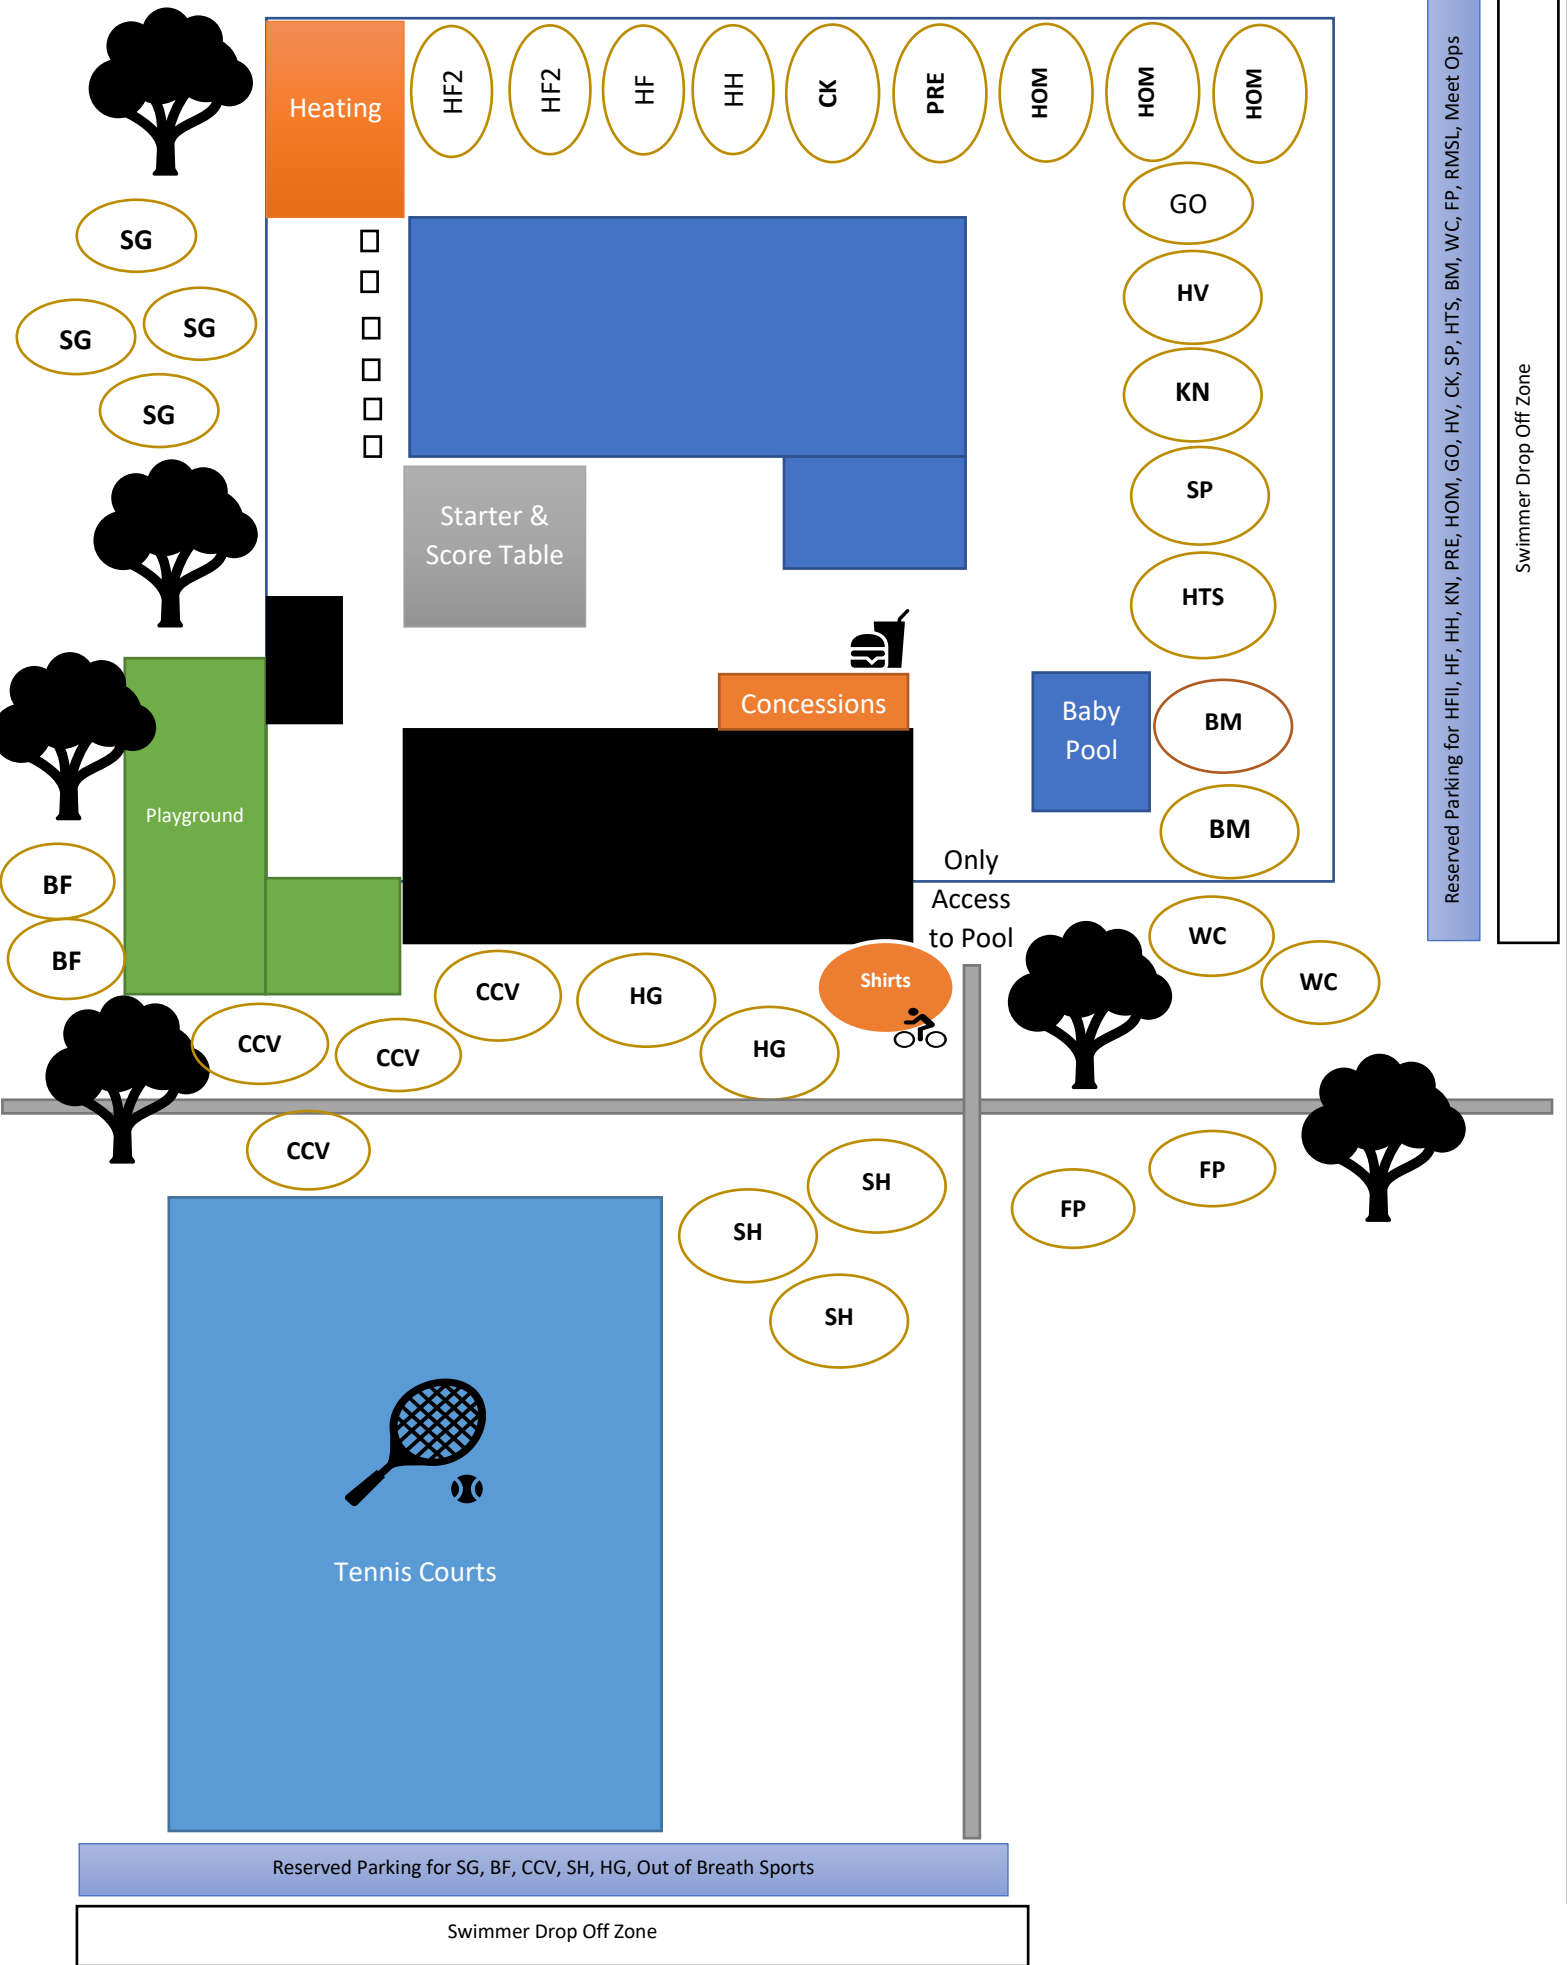 Heating
HF2
HF2
HF
HH
CK
PRE
HOM
HOM
HOM
GO
HV
KN
SP
HTS
BM
BM
SG
SG
SG
SG
Starter &
Score Table
Concessions
Baby
Pool
Playground
Only
Access
to Pool
BF
BF
WC
WC
CCV
HG
Shirts
CCV
CCV
HG
CCV
SH
SH
SH
FP
FP
Tennis Courts
Reserved Parking for HFII, HF, HH, KN, PRE, HOM, GO, HV, CK, SP, HTS, BM, WC, FP, RMSL, Meet Ops
Swimmer Drop Off Zone
Reserved Parking for SG, BF, CCV, SH, HG, Out of Breath Sports
Swimmer Drop Off Zone